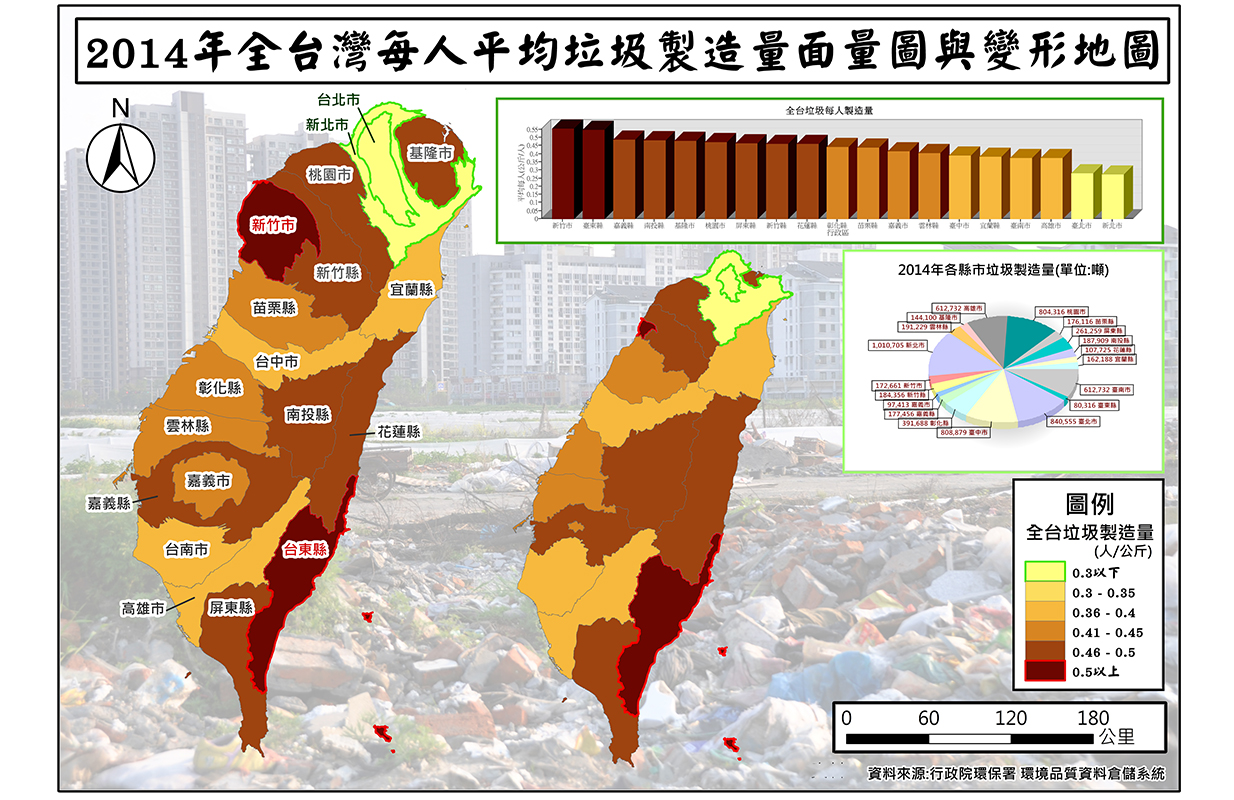 2014年全台灣每人平均垃圾製造量面量圖與變形地圖
N
台北市
新北市
基隆市
桃園市
新竹市
新竹縣
宜蘭縣
苗栗縣
台中市
彰化縣
南投縣
雲林縣
花蓮縣
嘉義市
嘉義縣
台南市
台東縣
高雄市
屏東縣
全台垃圾每人製造量
平均每人(公斤/人)
0.55
0.5
0.45
0.4
0.35
0.3
0.25
0.2
0.15
0.1
0.05
0
新竹市 臺東縣 嘉義縣 南投縣 基隆市 桃園市 屏東縣 新竹縣 花蓮縣 彰化縣 苗栗縣 嘉義市 雲林縣 臺中市 宜蘭縣 臺南市 高雄市 臺北市 新北市
行政區
2014年各縣市垃圾製造量(單位:噸)
612,732 高雄市
804,316 桃園市
144,100 基隆市
176,116 苗栗縣
191,229 雲林縣
261,259 屏東縣
1,010,705 新北市
187,909 南投縣
107,725 花蓮縣
162,188 宜蘭縣
172,661 新竹市
612,732 臺南市
184,356 新竹縣
97,413 嘉義市
80,316 臺東縣
177,456 嘉義縣
391,688 彰化縣
840,555 臺北市
808,879 臺中市
圖例
全台垃圾製造量
(人/公斤)
0.3以下
0.3 - 0.35
0.36 - 0.4
0.41 - 0.45
0.46 - 0.5
0.5以上
0 60 120 180
公里
資料來源:行政院環保署 環境品質資料倉儲系統